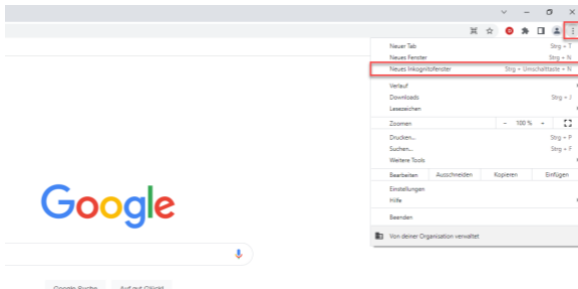 Neuer Tab Strg + T
Neues Fenster Strg + N
Neues Inkognitofenster Strg + Umschalttaste + N
Verlauf
Downloads Strg + J
Lesezeichen
Zoomen - 100 % +
Drucken... Strg + P
Suchen... Strg + F
Weitere Tools
Bearbeiten Ausschneiden Kopieren Einfügen
Einstellungen
Hilfe
Beenden
Von deiner Organisation verwaltet
Google
Google Suche Auf gut Glück!